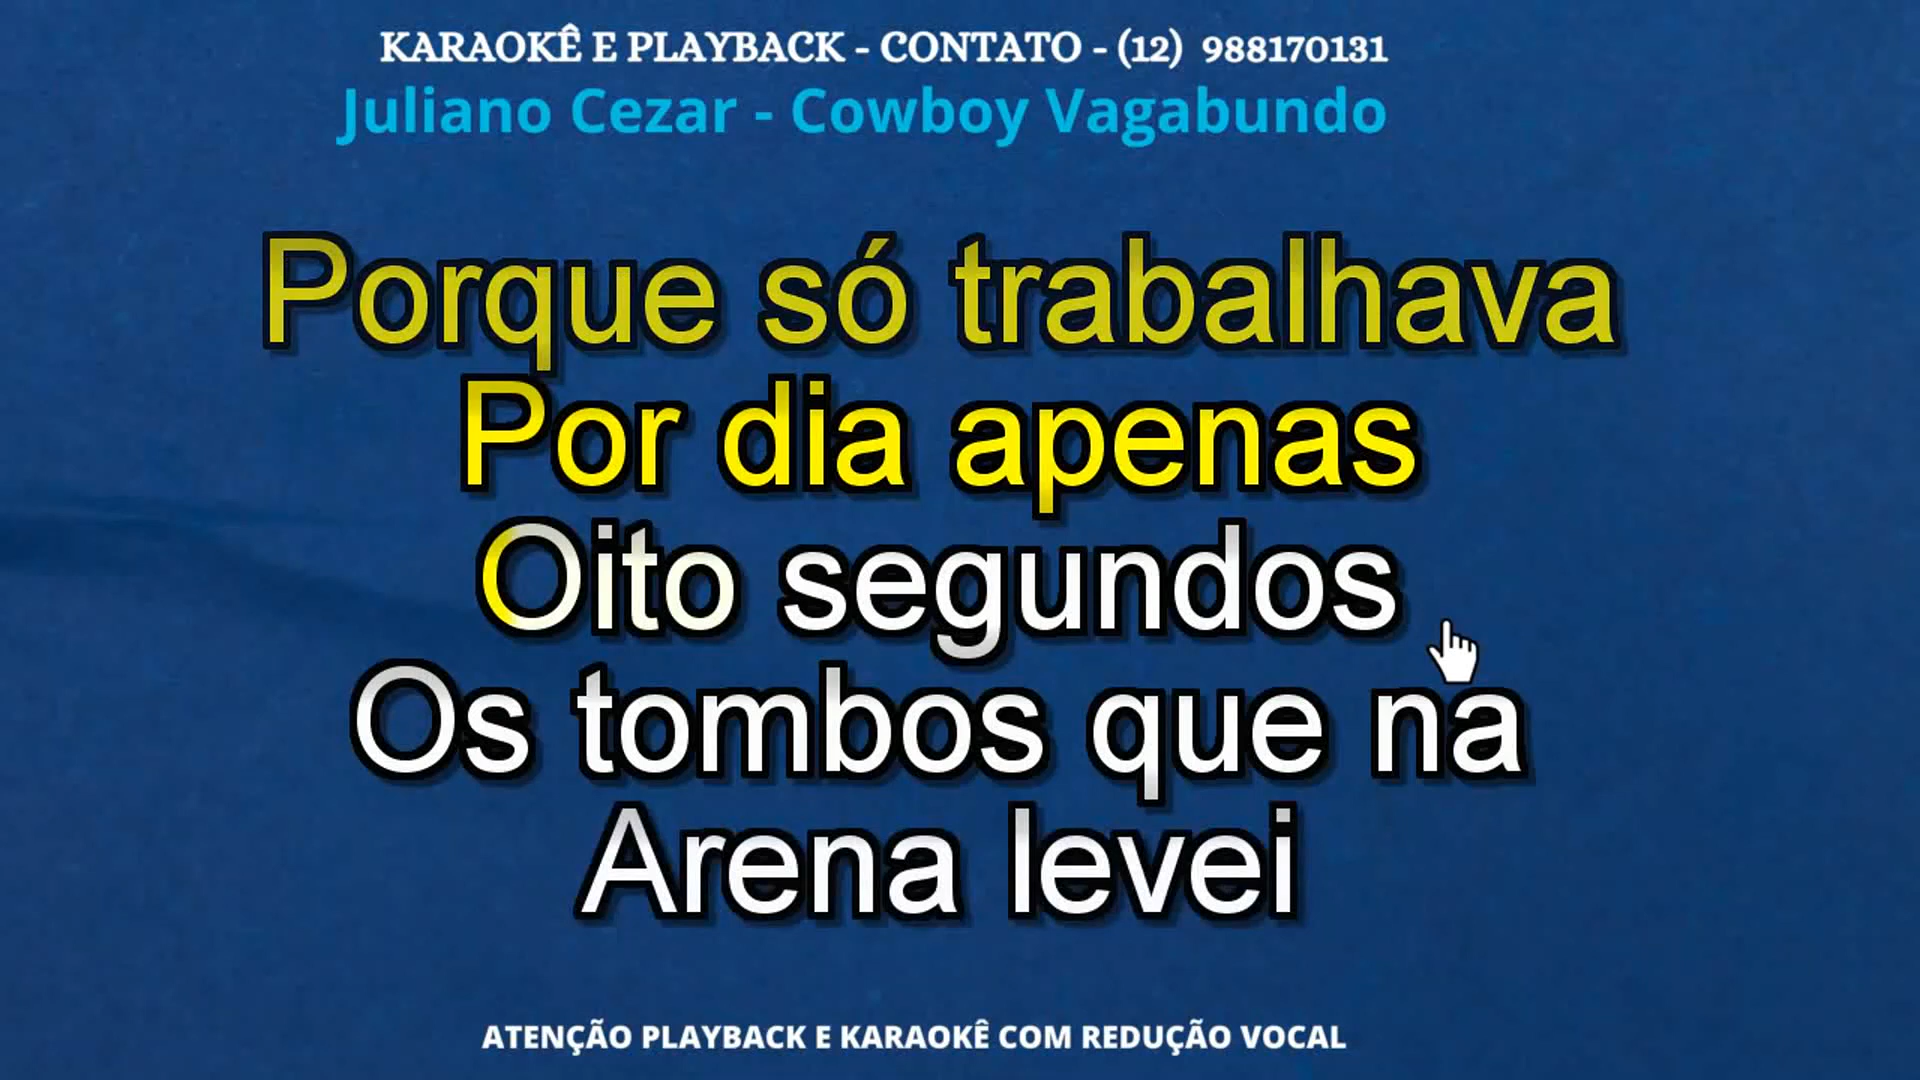 KARAOKÊ E PLAYBACK - CONTATO - (12) 988170131
Juliano Cezar - Cowboy Vagabundo
Porque só trabalhava
Por dia apenas
Oito segundos
Os tombos que na
Arena levei
ATENÇÃO PLAYBACK E KARAOKÊ COM REDUÇÃO VOCAL